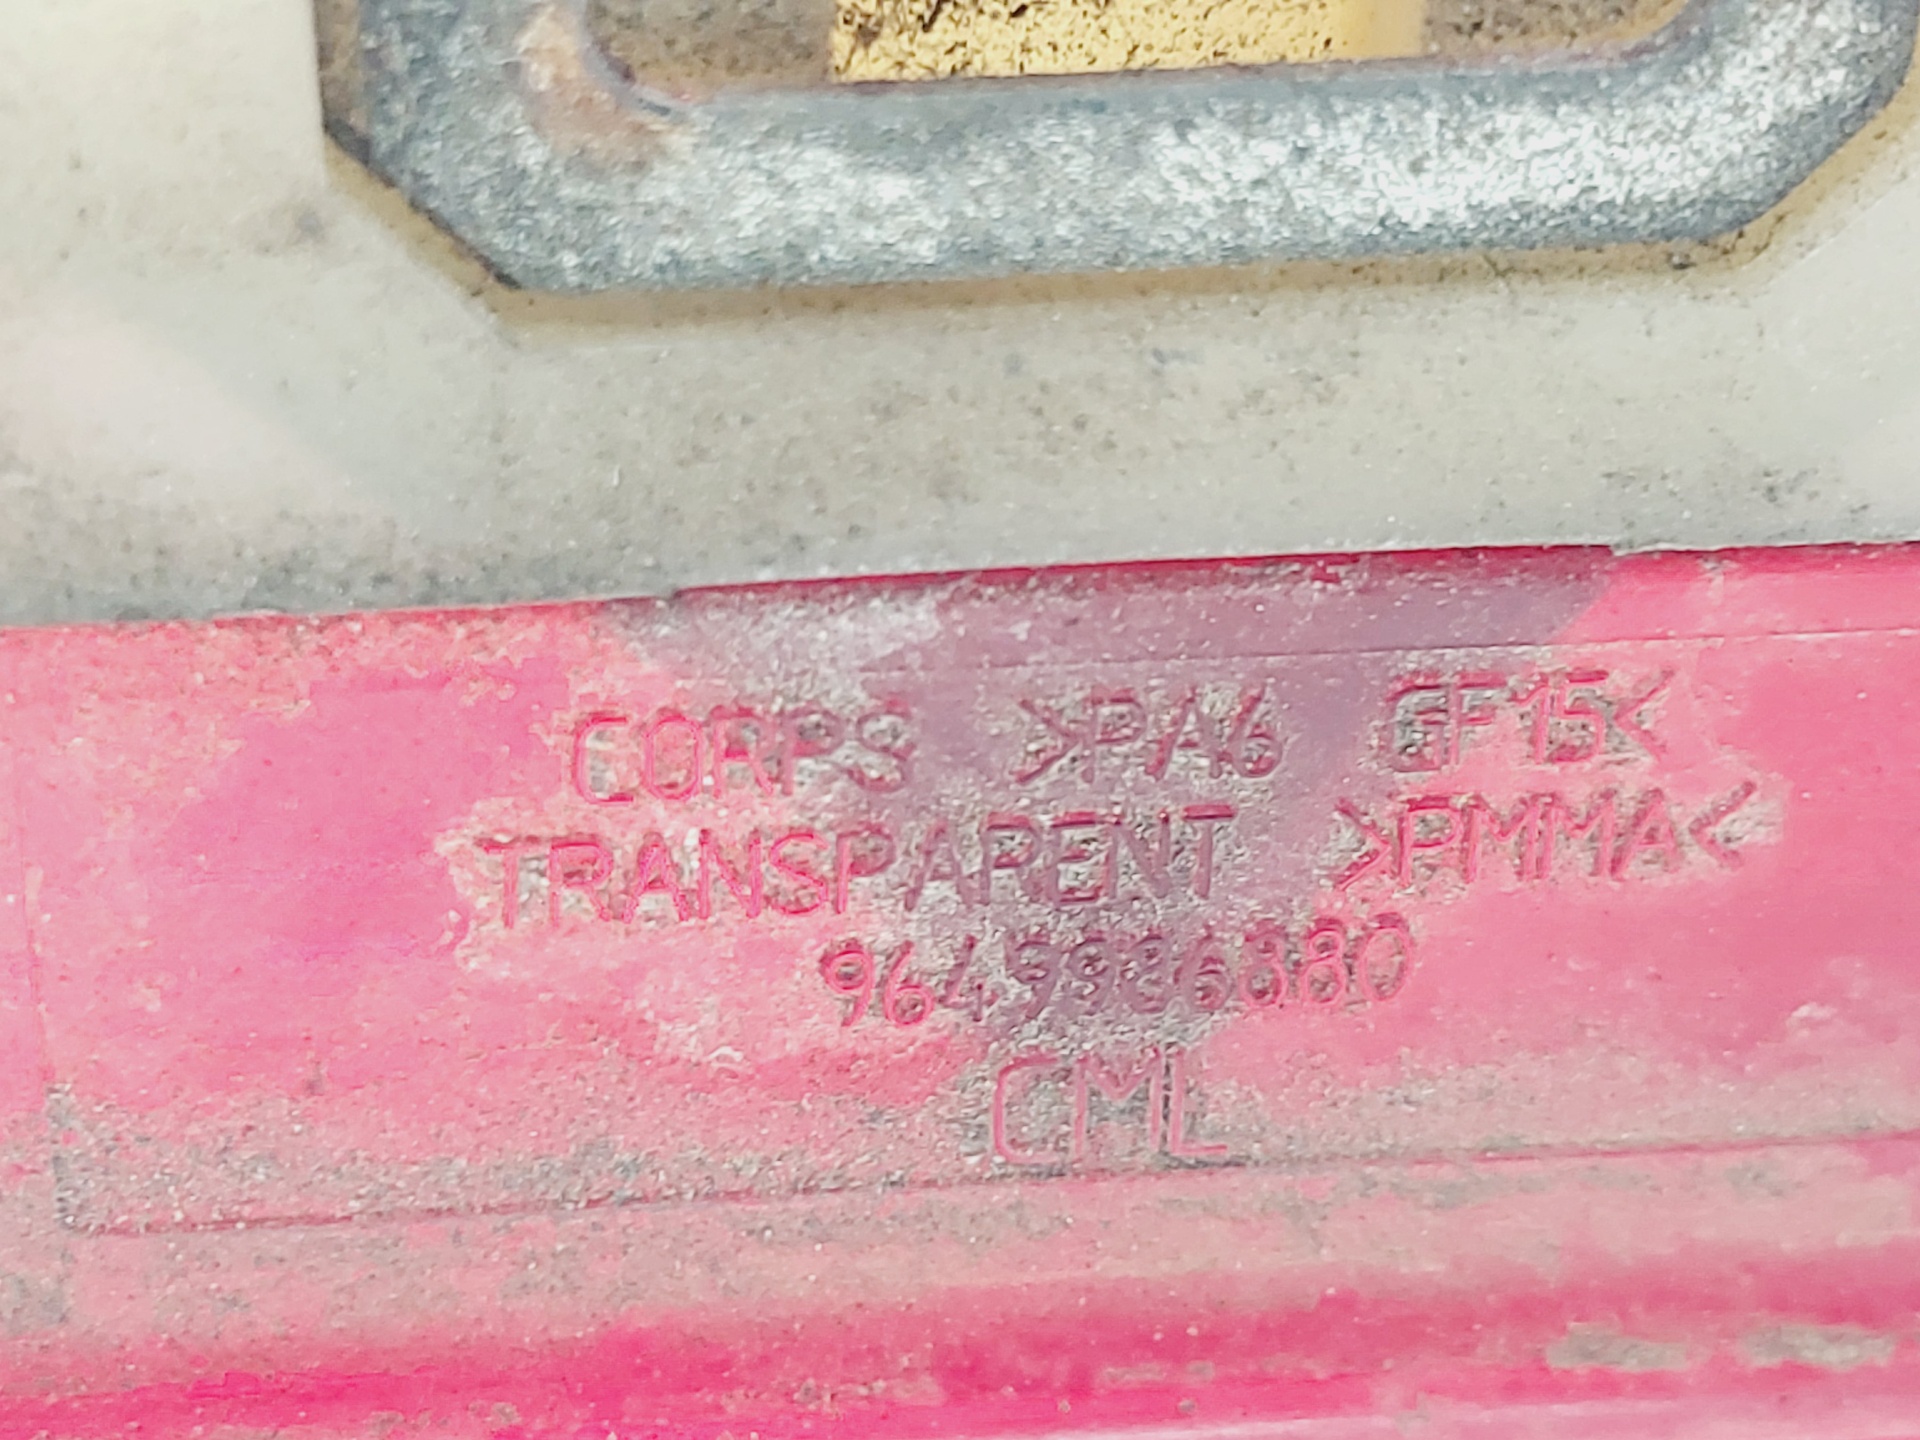 CORPS >PA6 GF15<
TRANSPARENT >PMMA<
9649986880
CML